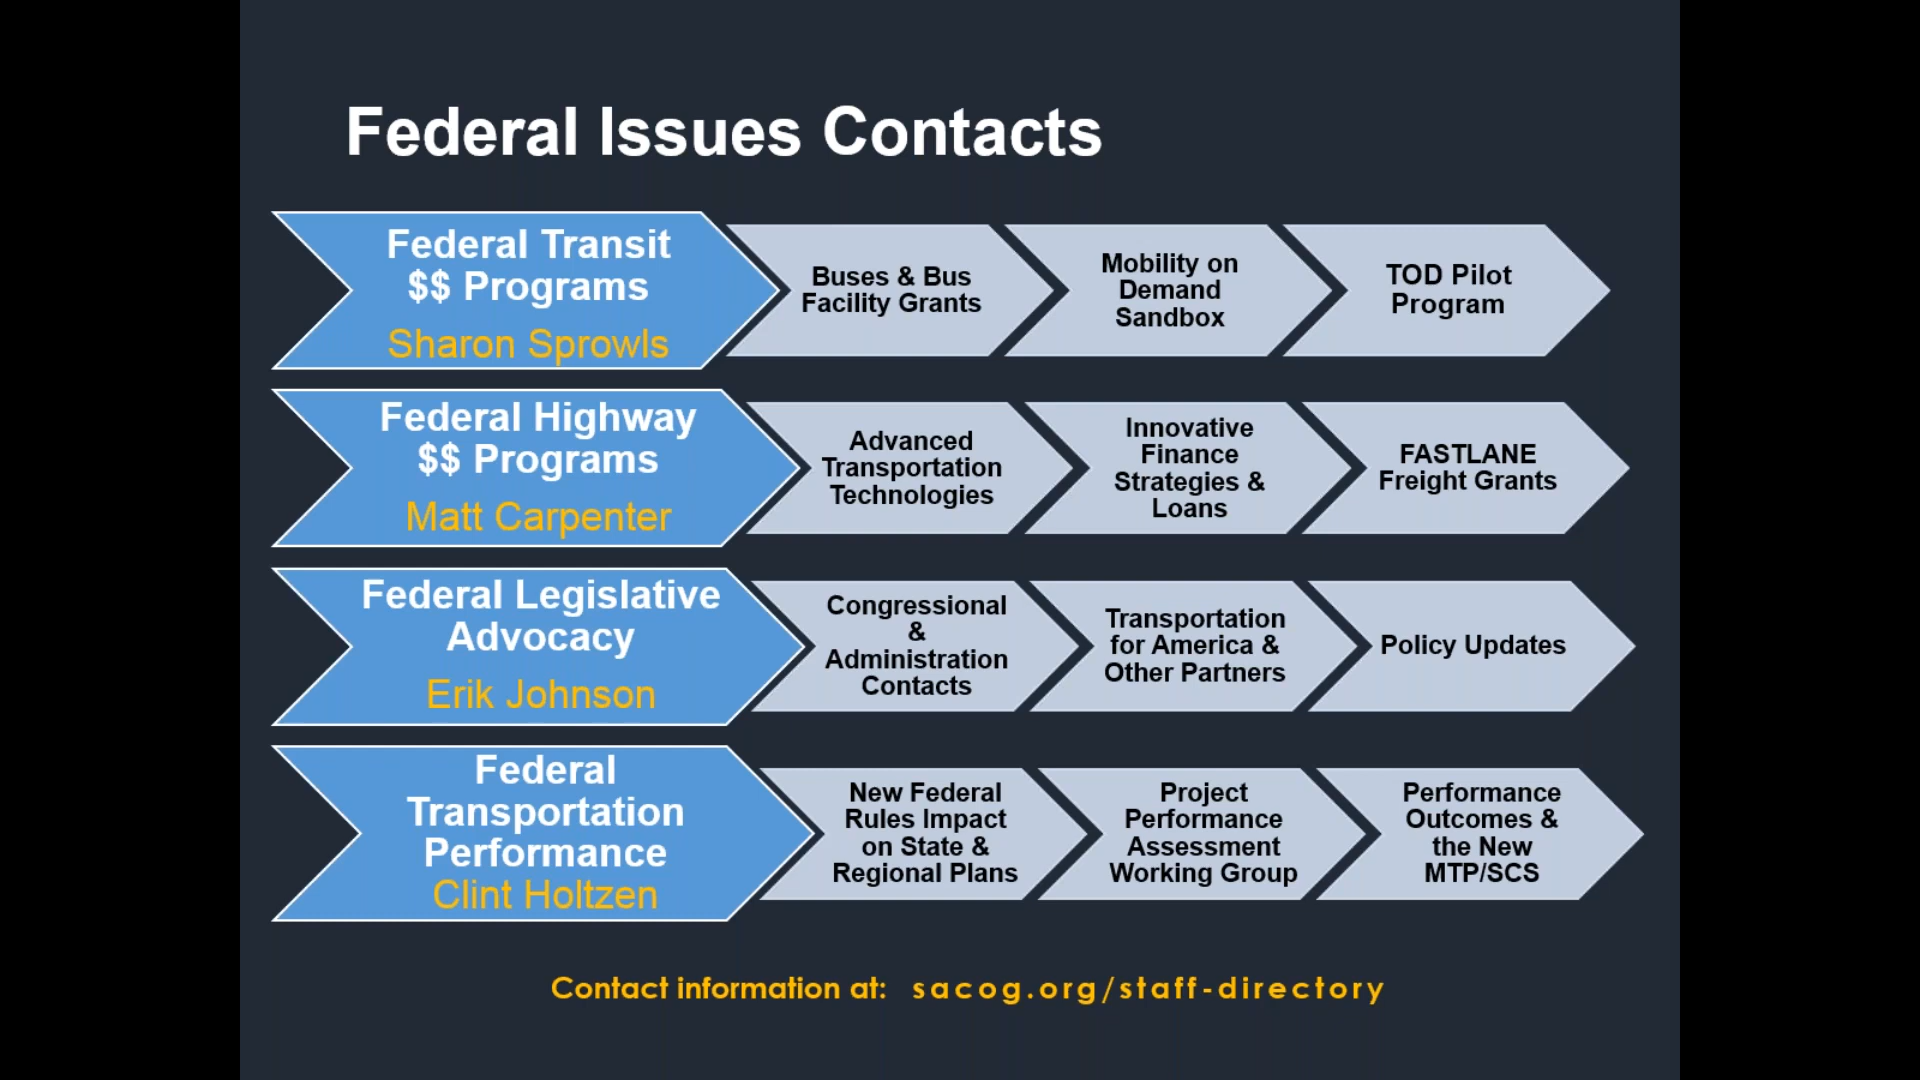 Federal Issues Contacts
Federal Transit
$$ Programs
Sharon Sprowls
Buses & Bus
Facility Grants
Mobility on
Demand
Sandbox
TOD Pilot
Program
Federal Highway
$$ Programs
Matt Carpenter
Advanced
Transportation
Technologies
Innovative
Finance
Strategies &
Loans
FASTLANE
Freight Grants
Federal Legislative
Advocacy
Erik Johnson
Congressional
&
Administration
Contacts
Transportation
for America &
Other Partners
Policy Updates
Federal
Transportation
Performance
Clint Holtzen
New Federal
Rules Impact
on State &
Regional Plans
Project
Performance
Assessment
Working Group
Performance
Outcomes &
the New
MTP/SCS
Contact information at: sacog.org/staff-directory